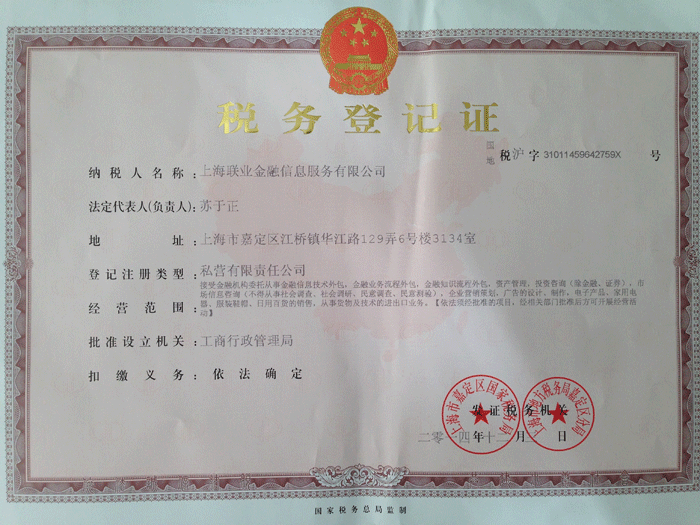 税务登记证
国
地 税 沪 字 31011459642759X 号
纳税人名称: 上海联业金融信息服务有限公司
法定代表人(负责人): 苏于正
地址: 上海市嘉定区江桥镇华江路129弄6号楼3134室
登记注册类型: 私营有限责任公司
经营范围: 接受金融机构委托从事金融信息技术外包，金融业务流程外包，金融知识流程外包，资产管理，投资咨询（除金融、证券），市
场信息咨询（不得从事社会调查、社会调研、民意调查、民意测验），企业营销策划，广告的设计、制作，电子产品、家用电
器、服装鞋帽、日用百货的销售，从事货物及技术的进出口业务。【依法须经批准的项目，经相关部门批准后方可开展经营活
动】
批准设立机关: 工商行政管理局
扣缴义务: 依法确定
上海市嘉定区国家税务局
上海市地方税务局嘉定区分局
发证税务机关
二零一四年十二月 日
国家税务总局监制